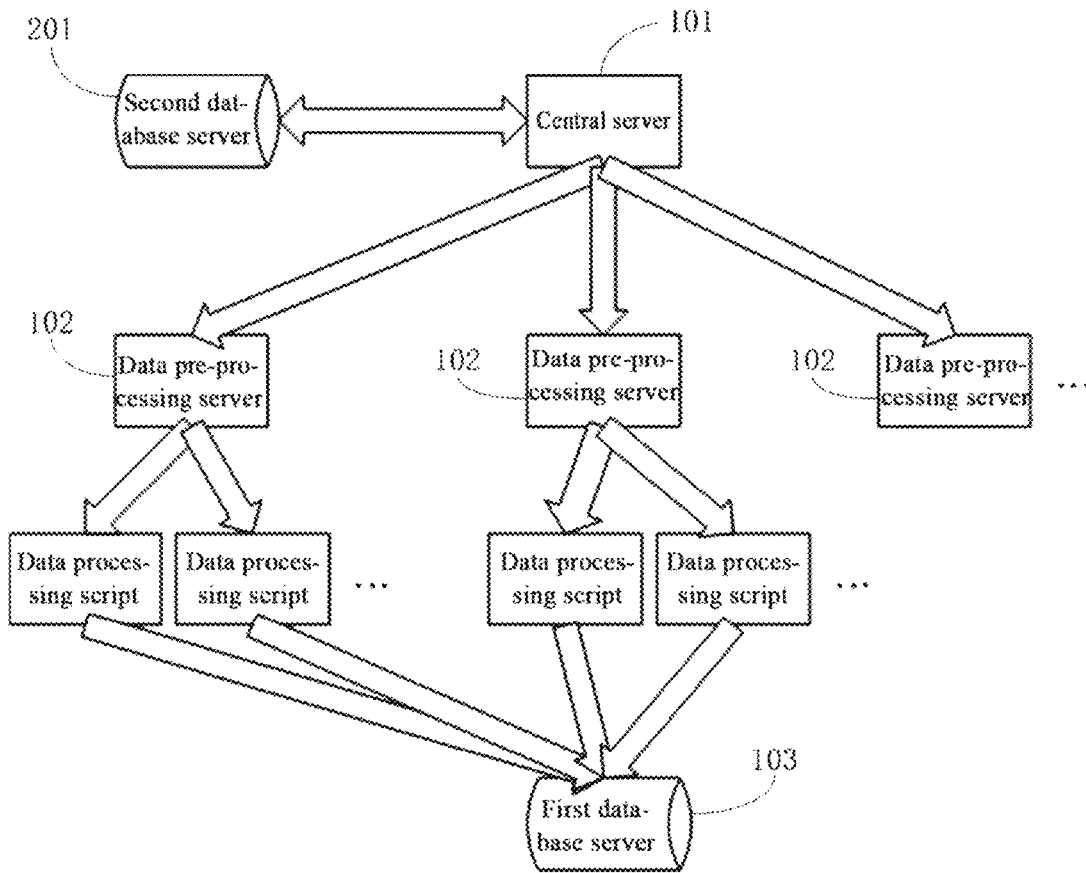 201
101
Second dat-
abase server
Central server
102
Data pre-pro-
cessing server
102
Data pre-pro-
cessing server
102
Data pre-pro-
cessing server
...
Data proces-
sing script
Data proces-
sing script
...
Data proces-
sing script
Data proces-
sing script
...
103
First data-
base server